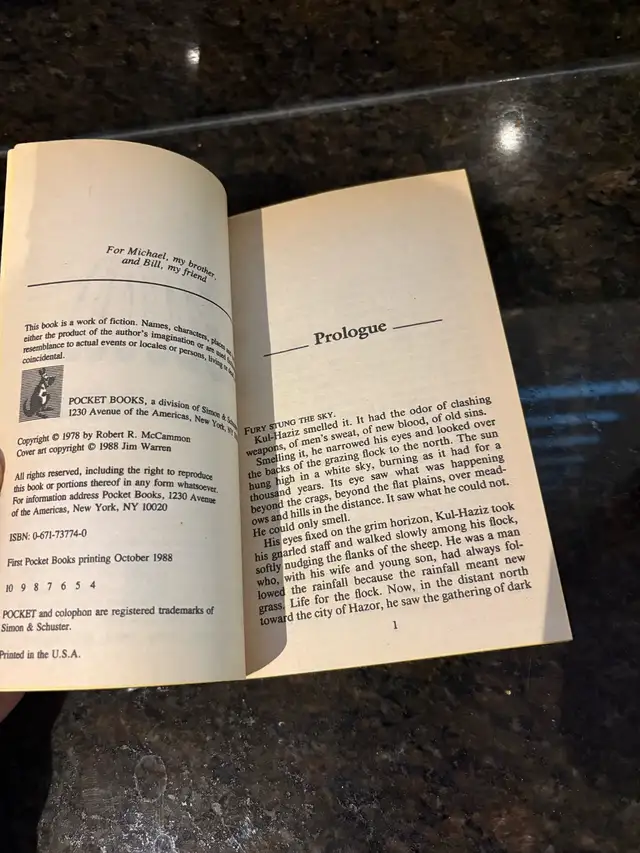 For Michael, my brother,
and Bill, my friend
This book is a work of fiction. Names, characters, places and
either the product of the author's imagination or are used
resemblance to actual events or locales or persons, living or
coincidental.
POCKET BOOKS, a division of Simon &
1230 Avenue of the Americas, New York, NY
Copyright © 1978 by Robert R. McCammon
Cover art copyright © 1988 Jim Warren
All rights reserved, including the right to reproduce
this book or portions thereof in any form whatsoever.
For information address Pocket Books, 1230 Avenue
of the Americas, New York, NY 10020
ISBN: 0-671-73774-0
First Pocket Books printing October 1988
10 9 8 7 6 5 4
POCKET and colophon are registered trademarks of
Simon & Schuster.
Printed in the U.S.A.
Prologue
FURY STUNG THE SKY.
Kul-Haziz smelled it. It had the odor of clashing
weapons, of men's sweat, of new blood, of old sins.
Smelling it, he narrowed his eyes and looked over
the backs of the grazing flock to the north. The sun
hung high in a white sky, burning as it had for a
thousand years. Its eye saw what was happening
beyond the crags, beyond the flat plains, over mead-
ows and hills in the distance. It saw what he could not.
He could only smell.
His eyes fixed on the grim horizon, Kul-Haziz took
his gnarled staff and walked slowly among his flock,
softly nudging the flanks of the sheep. He was a man
who, with his wife and young son, had always fol-
lowed the rainfall because the rainfall meant new
grass. Life for the flock. Now, in the distant north
toward the city of Hazor, he saw the gathering of dark
1